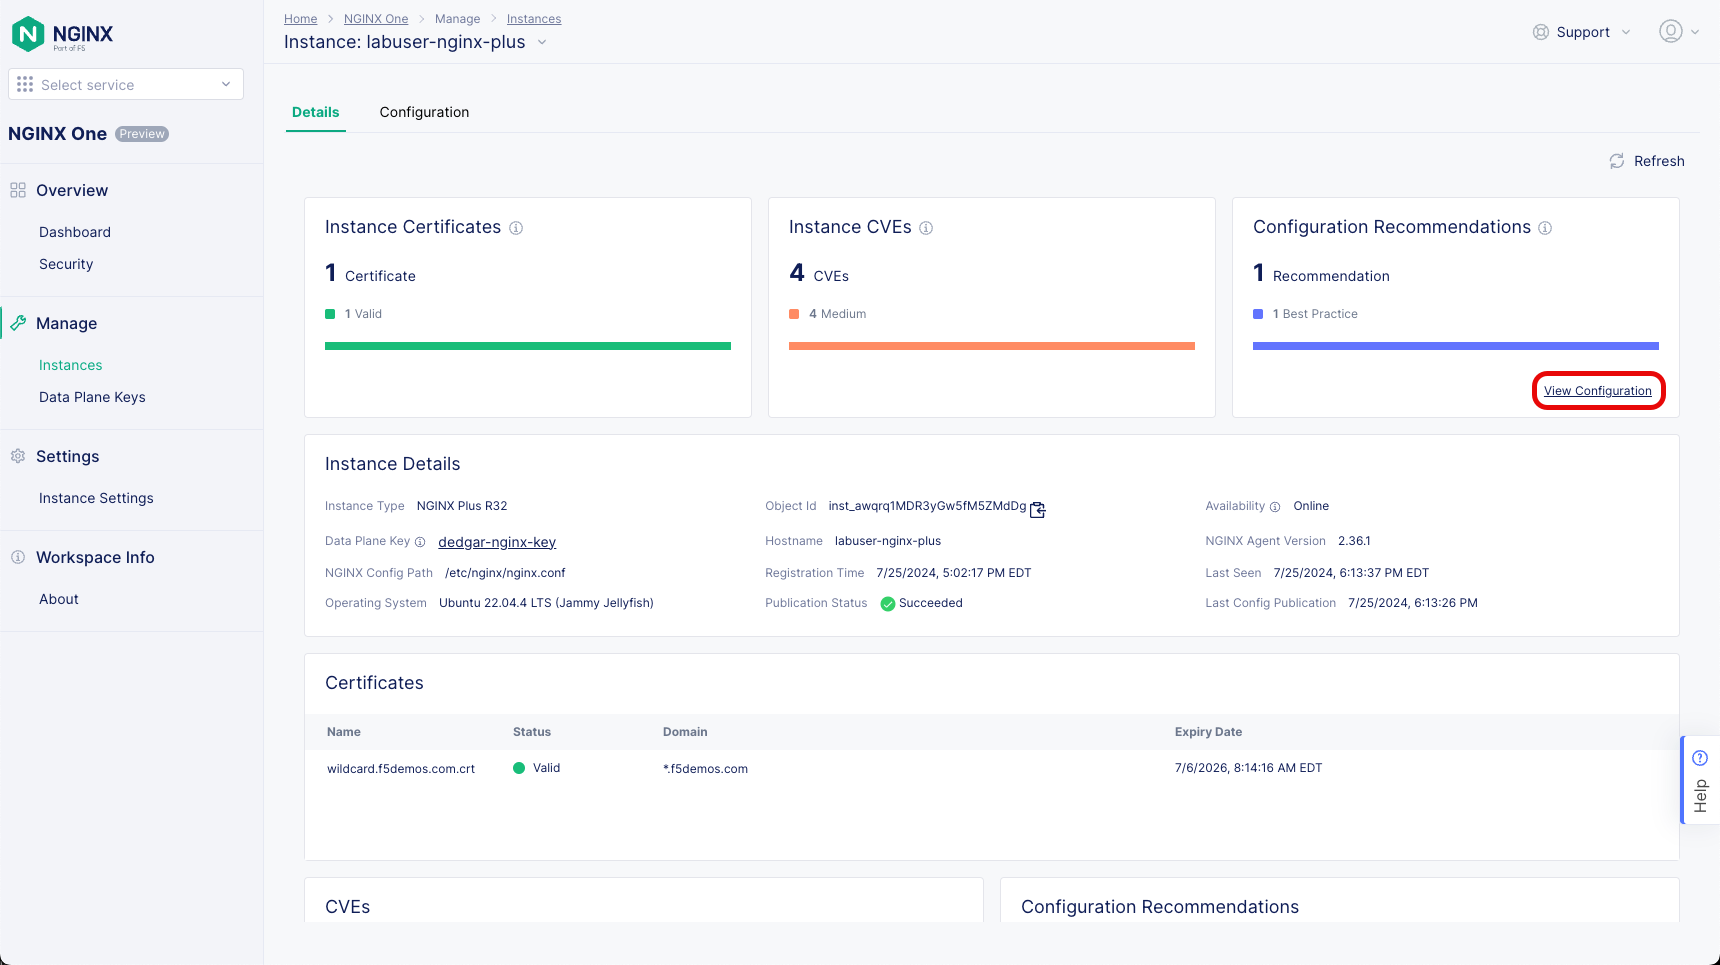 NGINX
Part of F5
Select service
NGINX One Preview
Overview
Dashboard
Security
Manage
Instances
Data Plane Keys
Settings
Instance Settings
Workspace Info
About
Home > NGINX One > Manage > Instances
Instance: labuser-nginx-plus
Support
Details Configuration
Refresh
Instance Certificates
1 Certificate
1 Valid
Instance CVEs
4 CVEs
4 Medium
Configuration Recommendations
1 Recommendation
1 Best Practice
View Configuration
Instance Details
Instance Type NGINX Plus R32 Object Id inst_awqrq1MDR3yGw5fM5ZMdDg Availability Online
Data Plane Key dedgar-nginx-key Hostname labuser-nginx-plus NGINX Agent Version 2.36.1
NGINX Config Path /etc/nginx/nginx.conf Registration Time 7/25/2024, 5:02:17 PM EDT Last Seen 7/25/2024, 6:13:37 PM EDT
Operating System Ubuntu 22.04.4 LTS (Jammy Jellyfish) Publication Status Succeeded Last Config Publication 7/25/2024, 6:13:26 PM
Certificates
Name Status Domain Expiry Date
wildcard.f5demos.com.crt Valid *.f5demos.com 7/6/2026, 8:14:16 AM EDT
Help
CVEs
Configuration Recommendations